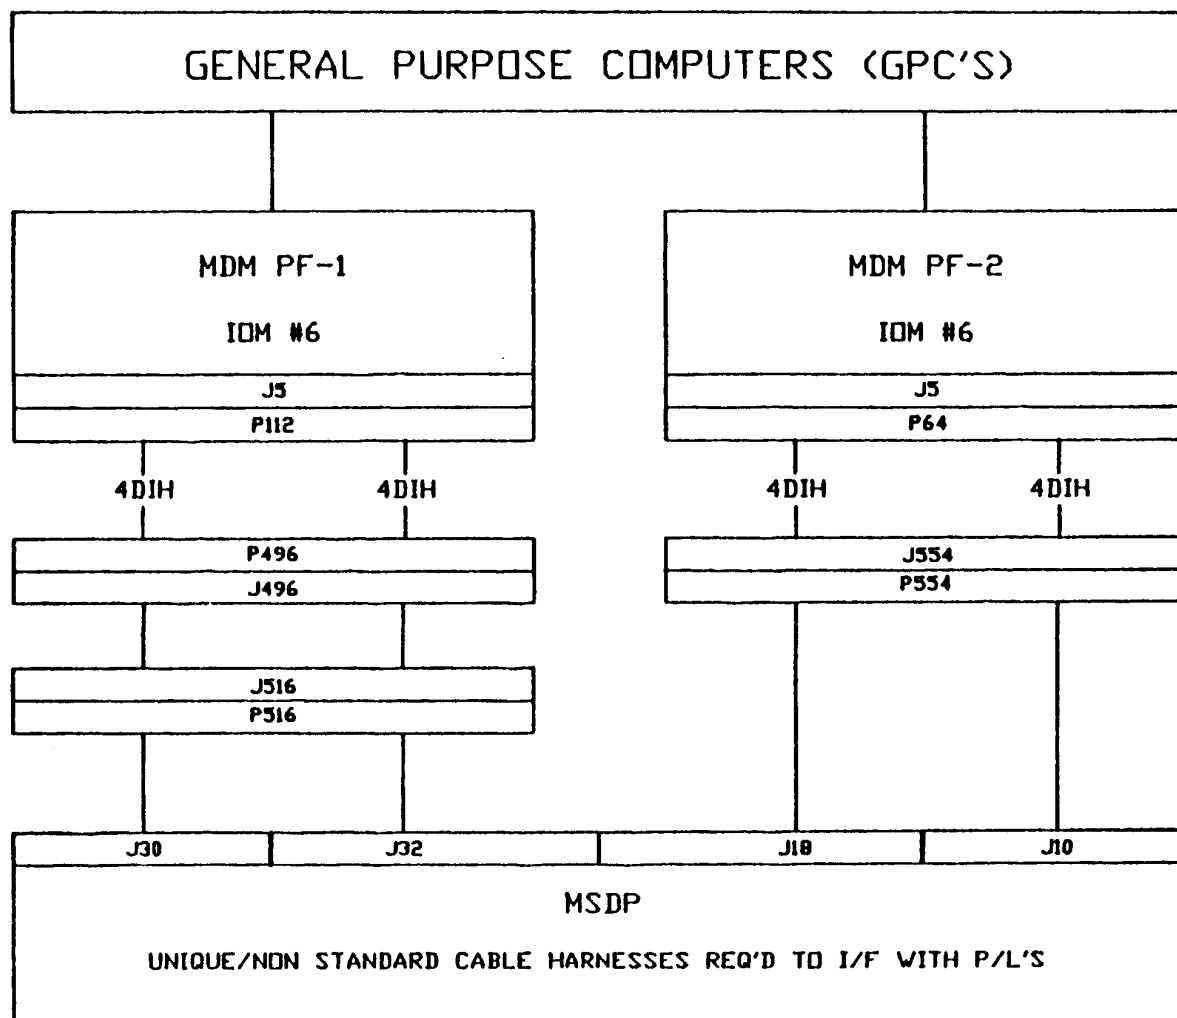 GENERAL PURPOSE COMPUTERS (GPC'S)
MDM PF-1
IOM #6
J5
P112
MDM PF-2
IOM #6
J5
P64
4DIH
4DIH
4DIH
4DIH
P496
J496
J554
P554
J516
P516
J30
J32
J18
J10
MSDP
UNIQUE/NON STANDARD CABLE HARNESSES REQ'D TO I/F WITH P/L'S